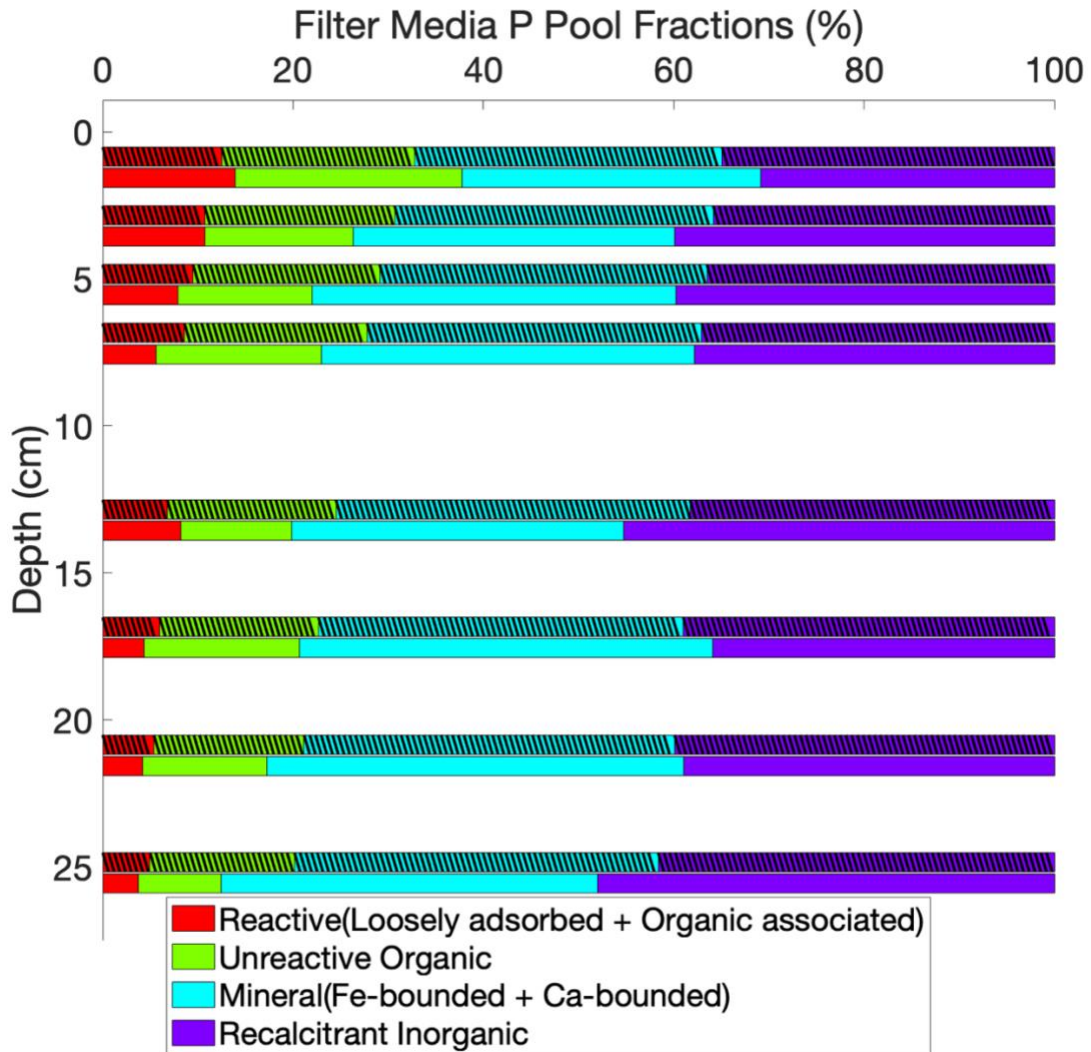 Filter Media P Pool Fractions (%)
0 20 40 60 80 100
0
5
10
15
20
25
Depth (cm)
Reactive(Loosely adsorbed + Organic associated)
Unreactive Organic
Mineral(Fe-bounded + Ca-bounded)
Recalcitrant Inorganic